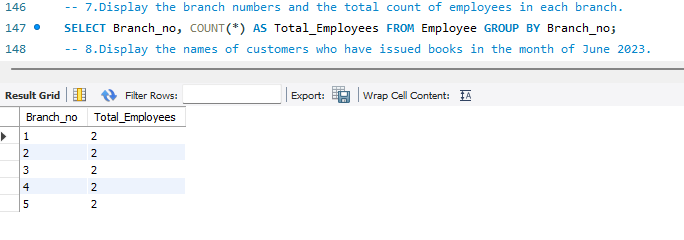 146 -- 7.Display the branch numbers and the total count of employees in each branch.
147 SELECT Branch_no, COUNT(*) AS Total_Employees FROM Employee GROUP BY Branch_no;
148 -- 8.Display the names of customers who have issued books in the month of June 2023.
Result Grid Filter Rows: Export: Wrap Cell Content: IA
Branch_no Total_Employees
1 2
2 2
3 2
4 2
5 2